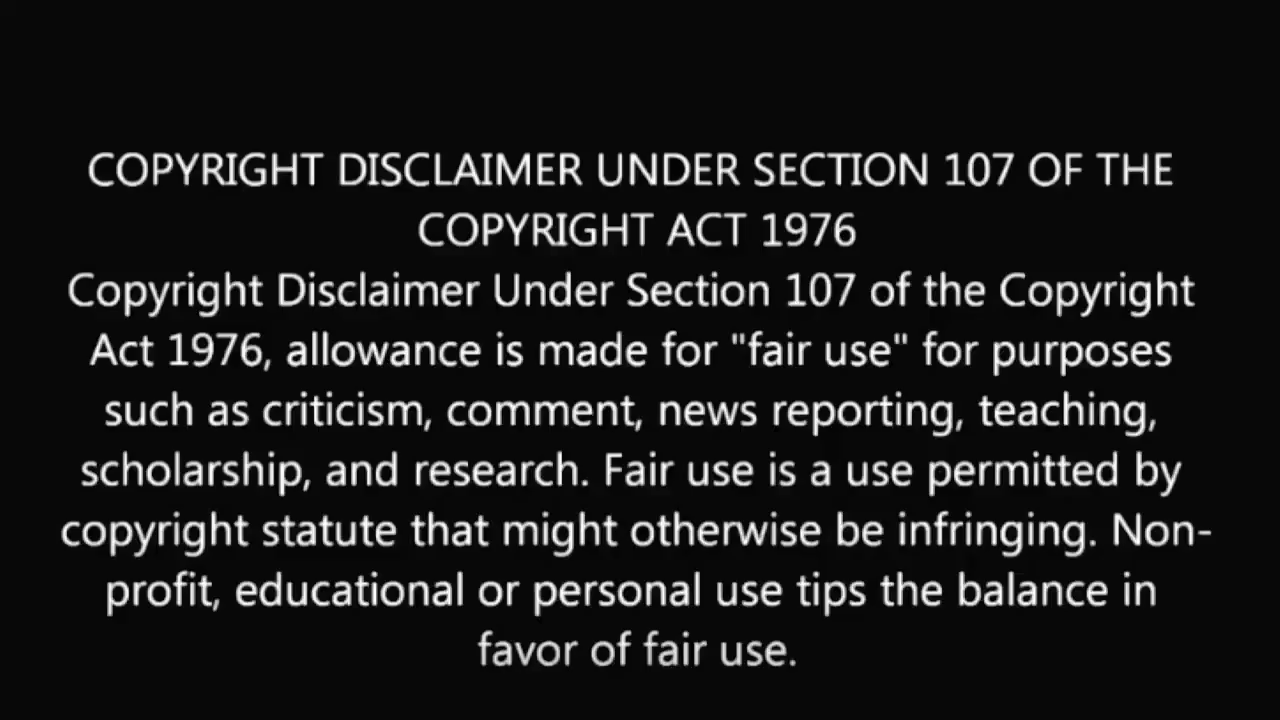 COPYRIGHT DISCLAIMER UNDER SECTION 107 OF THE
COPYRIGHT ACT 1976
Copyright Disclaimer Under Section 107 of the Copyright
Act 1976, allowance is made for "fair use" for purposes
such as criticism, comment, news reporting, teaching,
scholarship, and research. Fair use is a use permitted by
copyright statute that might otherwise be infringing. Non-
profit, educational or personal use tips the balance in
favor of fair use.